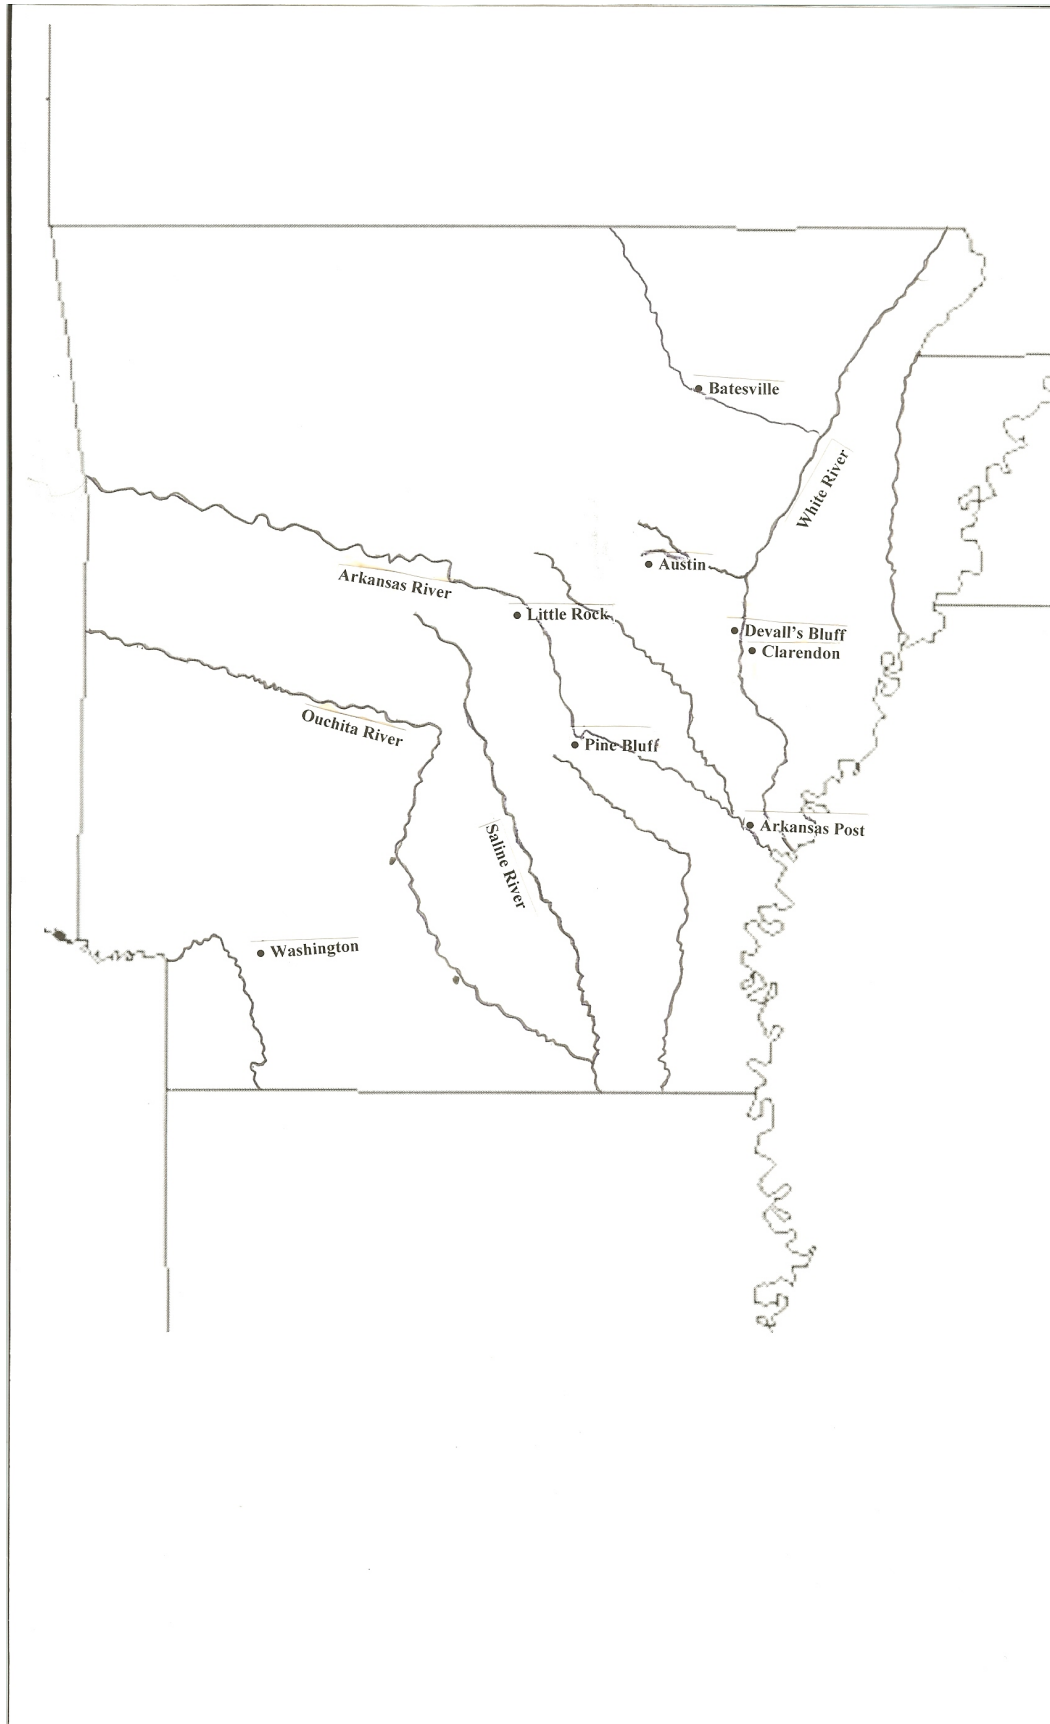 Batesville
White River
Austin
Arkansas River
Little Rock
Devall's Bluff
Clarendon
Ouchita River
Pine Bluff
Arkansas Post
Saline River
Washington